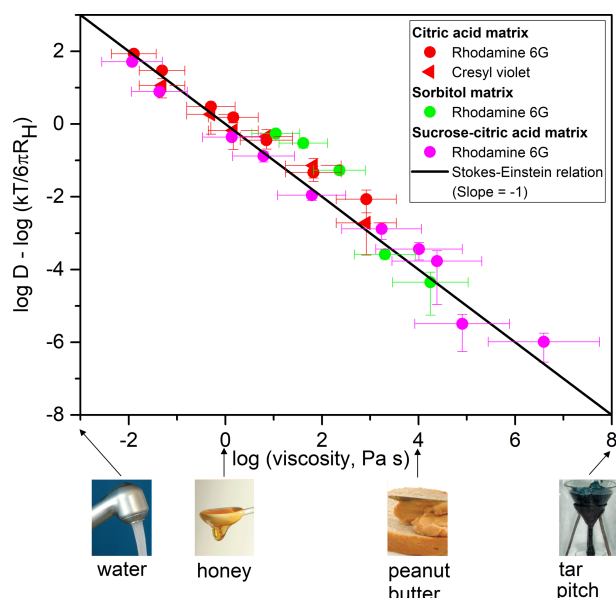 Citric acid matrix
Rhodamine 6G
Cresyl violet
Sorbitol matrix
Rhodamine 6G
Sucrose-citric acid matrix
Rhodamine 6G
Stokes-Einstein relation
(Slope = -1)
log D - log (kT/6πR_H)
2
0
-2
-4
-6
-8
-2 0 2 4 6 8
log (viscosity, Pa s)
water honey peanut butter tar pitch